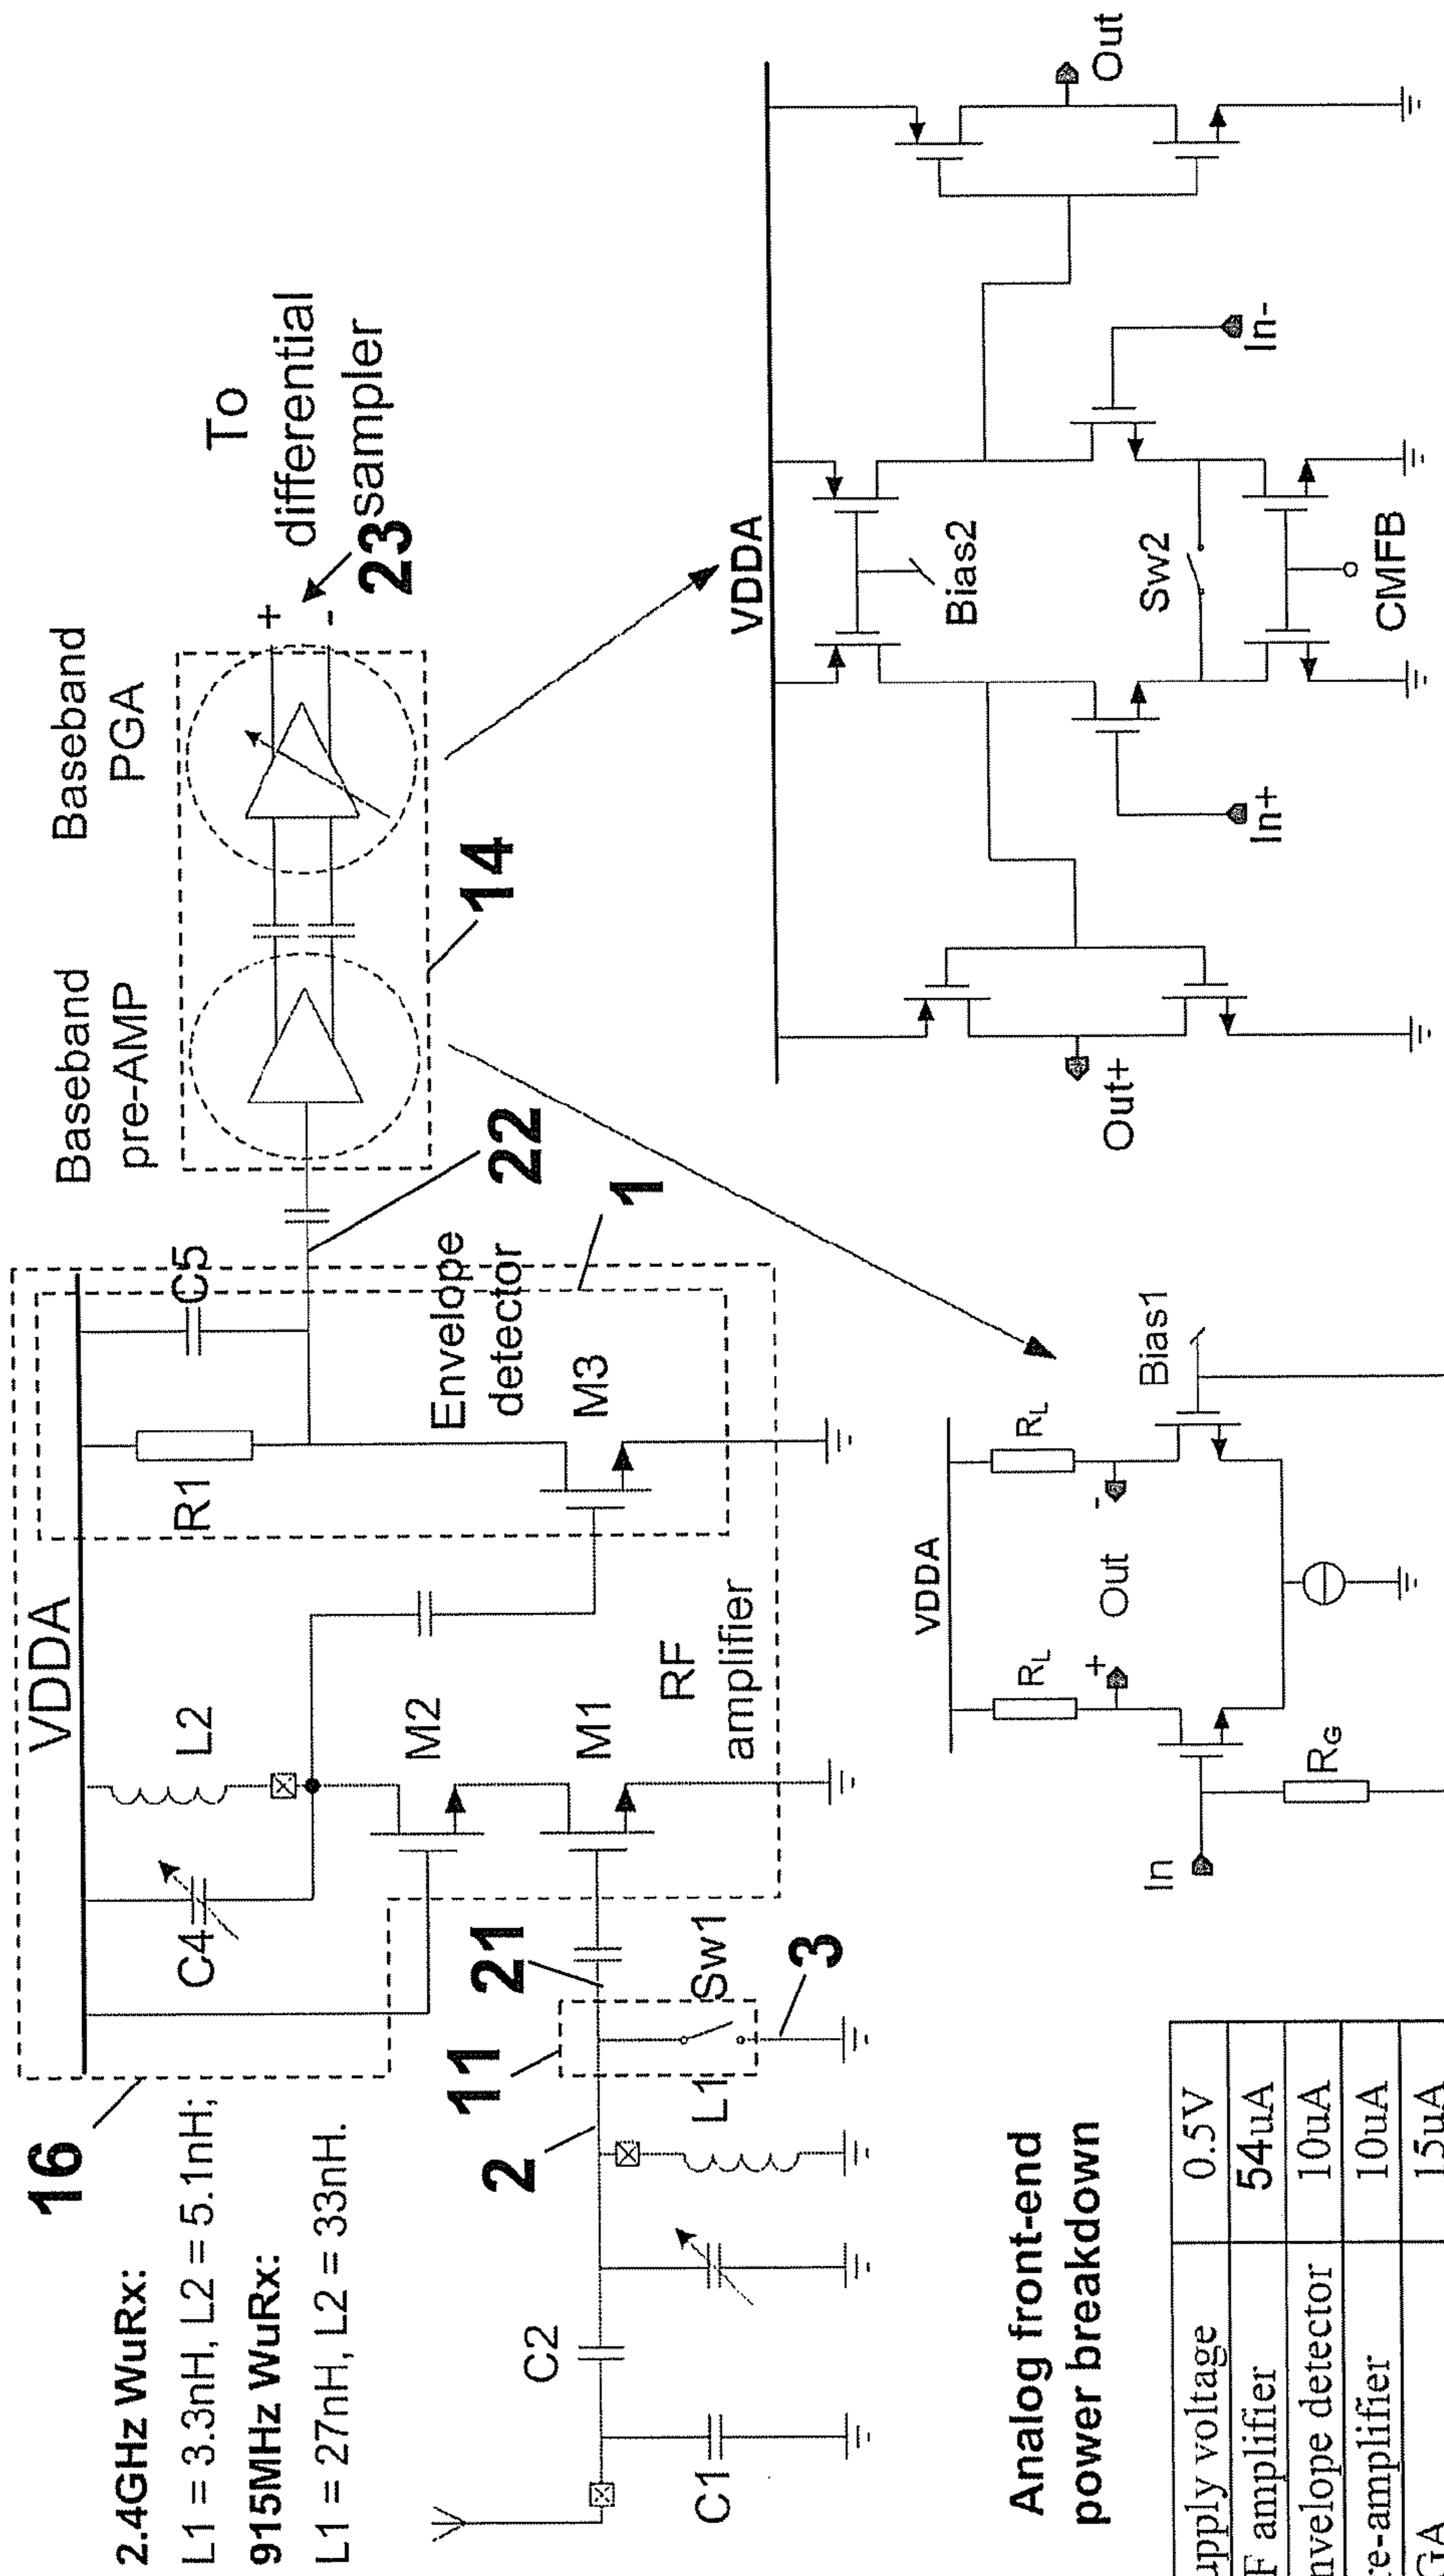 2.4GHz WuRx:
L1 = 3.3nH, L2 = 5.1nH;
915MHz WuRx:
L1 = 27nH, L2 = 33nH.
16
VDDA
C4
L2
M2
M1
RF
amplifier
R1
C5
Envelope
detector
M3
1
22
Baseband
pre-AMP
Baseband
PGA
14
+
-
To
differential
sampler
23
C1
C2
2
L1
11
Sw1
3
21
VDDA
Out+
In+
Bias2
Sw2
CMFB
In-
Out
VDDA
RL
RL
+
Out
-
Bias1
In
RG
Analog front-end
power breakdown
upply voltage 0.5V
F amplifier 54uA
nvelope detector 10uA
re-amplifier 10uA
GA 15uA